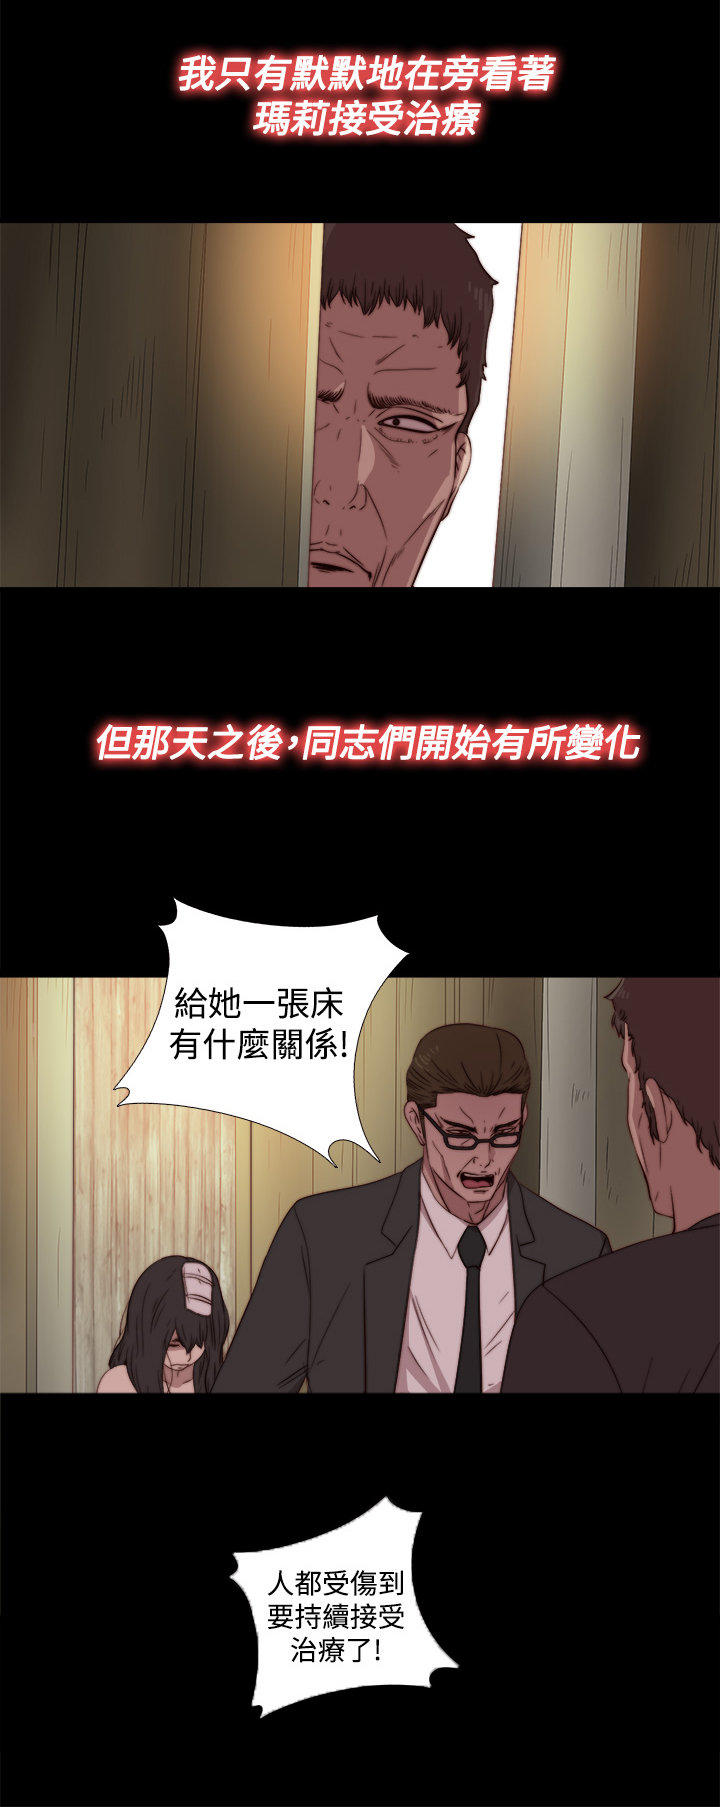 我只有默默地在旁看著
瑪莉接受治療
但那天之後,同志們開始有所變化
給她一張床
有什麼關係!
人都受傷到
要持續接受
治療了!